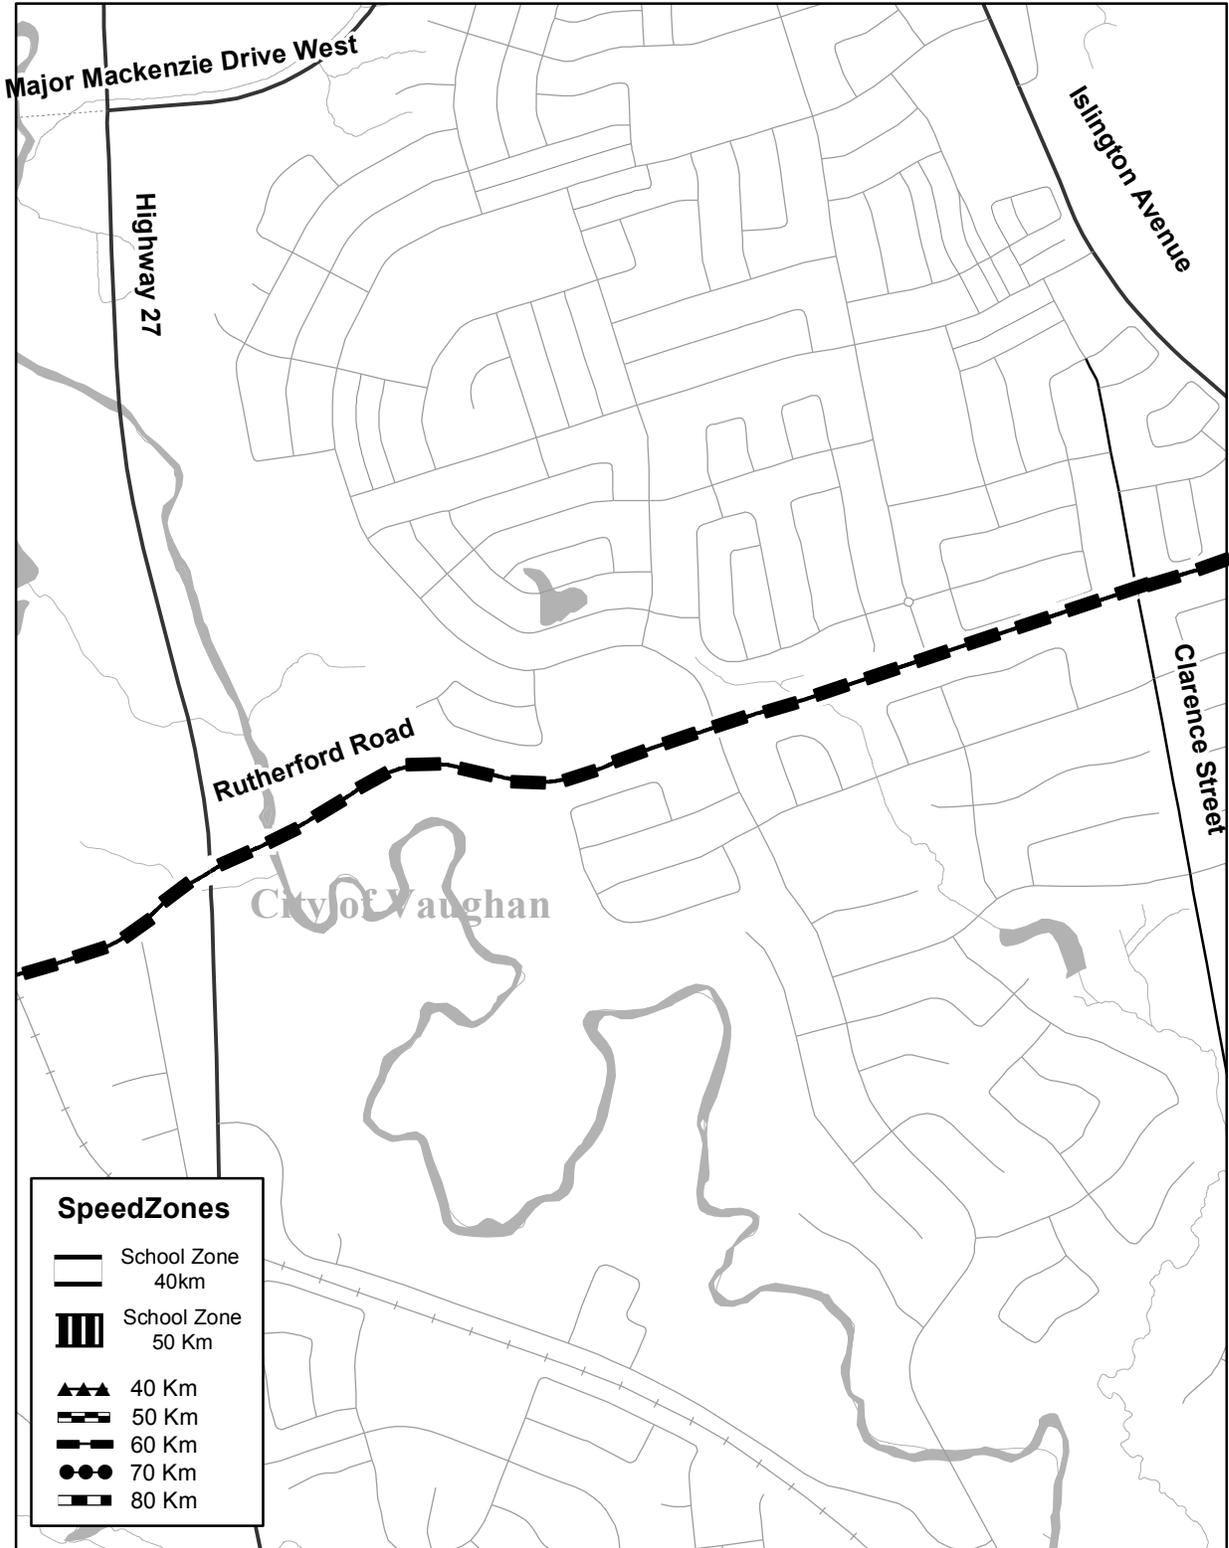 Major Mackenzie Drive West
Islington Avenue
Highway 27
Clarence Street
Rutherford Road
City of Vaughan
SpeedZones
School Zone
40km
School Zone
50 Km
40 Km
50 Km
60 Km
70 Km
80 Km